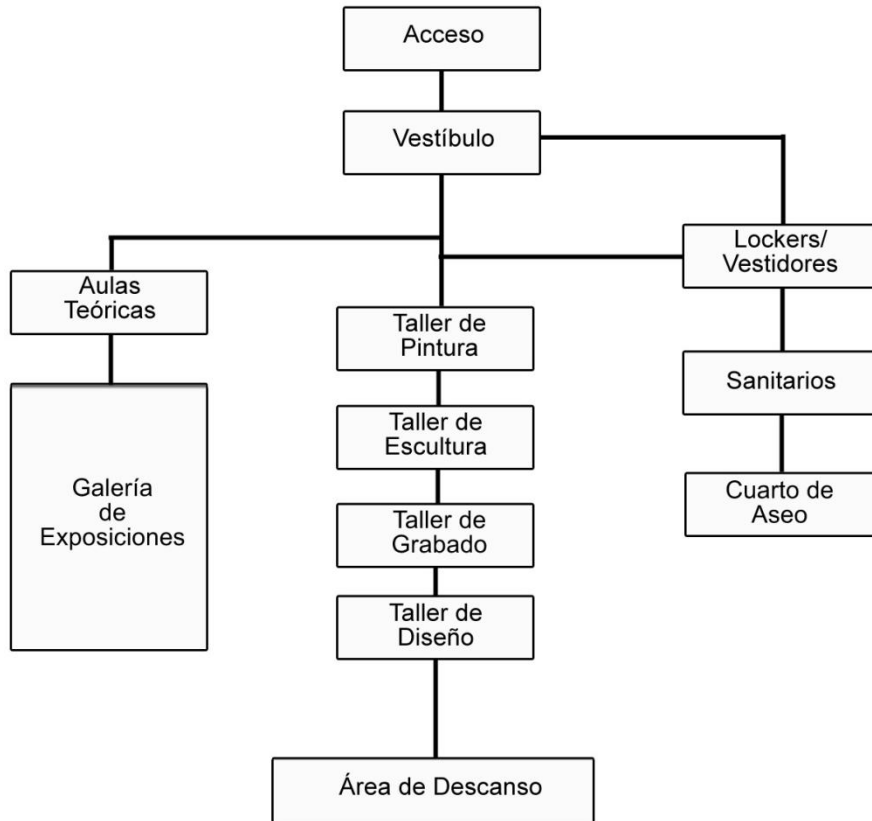 Acceso
Vestíbulo
Lockers/
Vestidores
Aulas
Teóricas
Taller de
Pintura
Sanitarios
Taller de
Escultura
Galería
de
Exposiciones
Cuarto de
Aseo
Taller de
Grabado
Taller de
Diseño
Área de Descanso